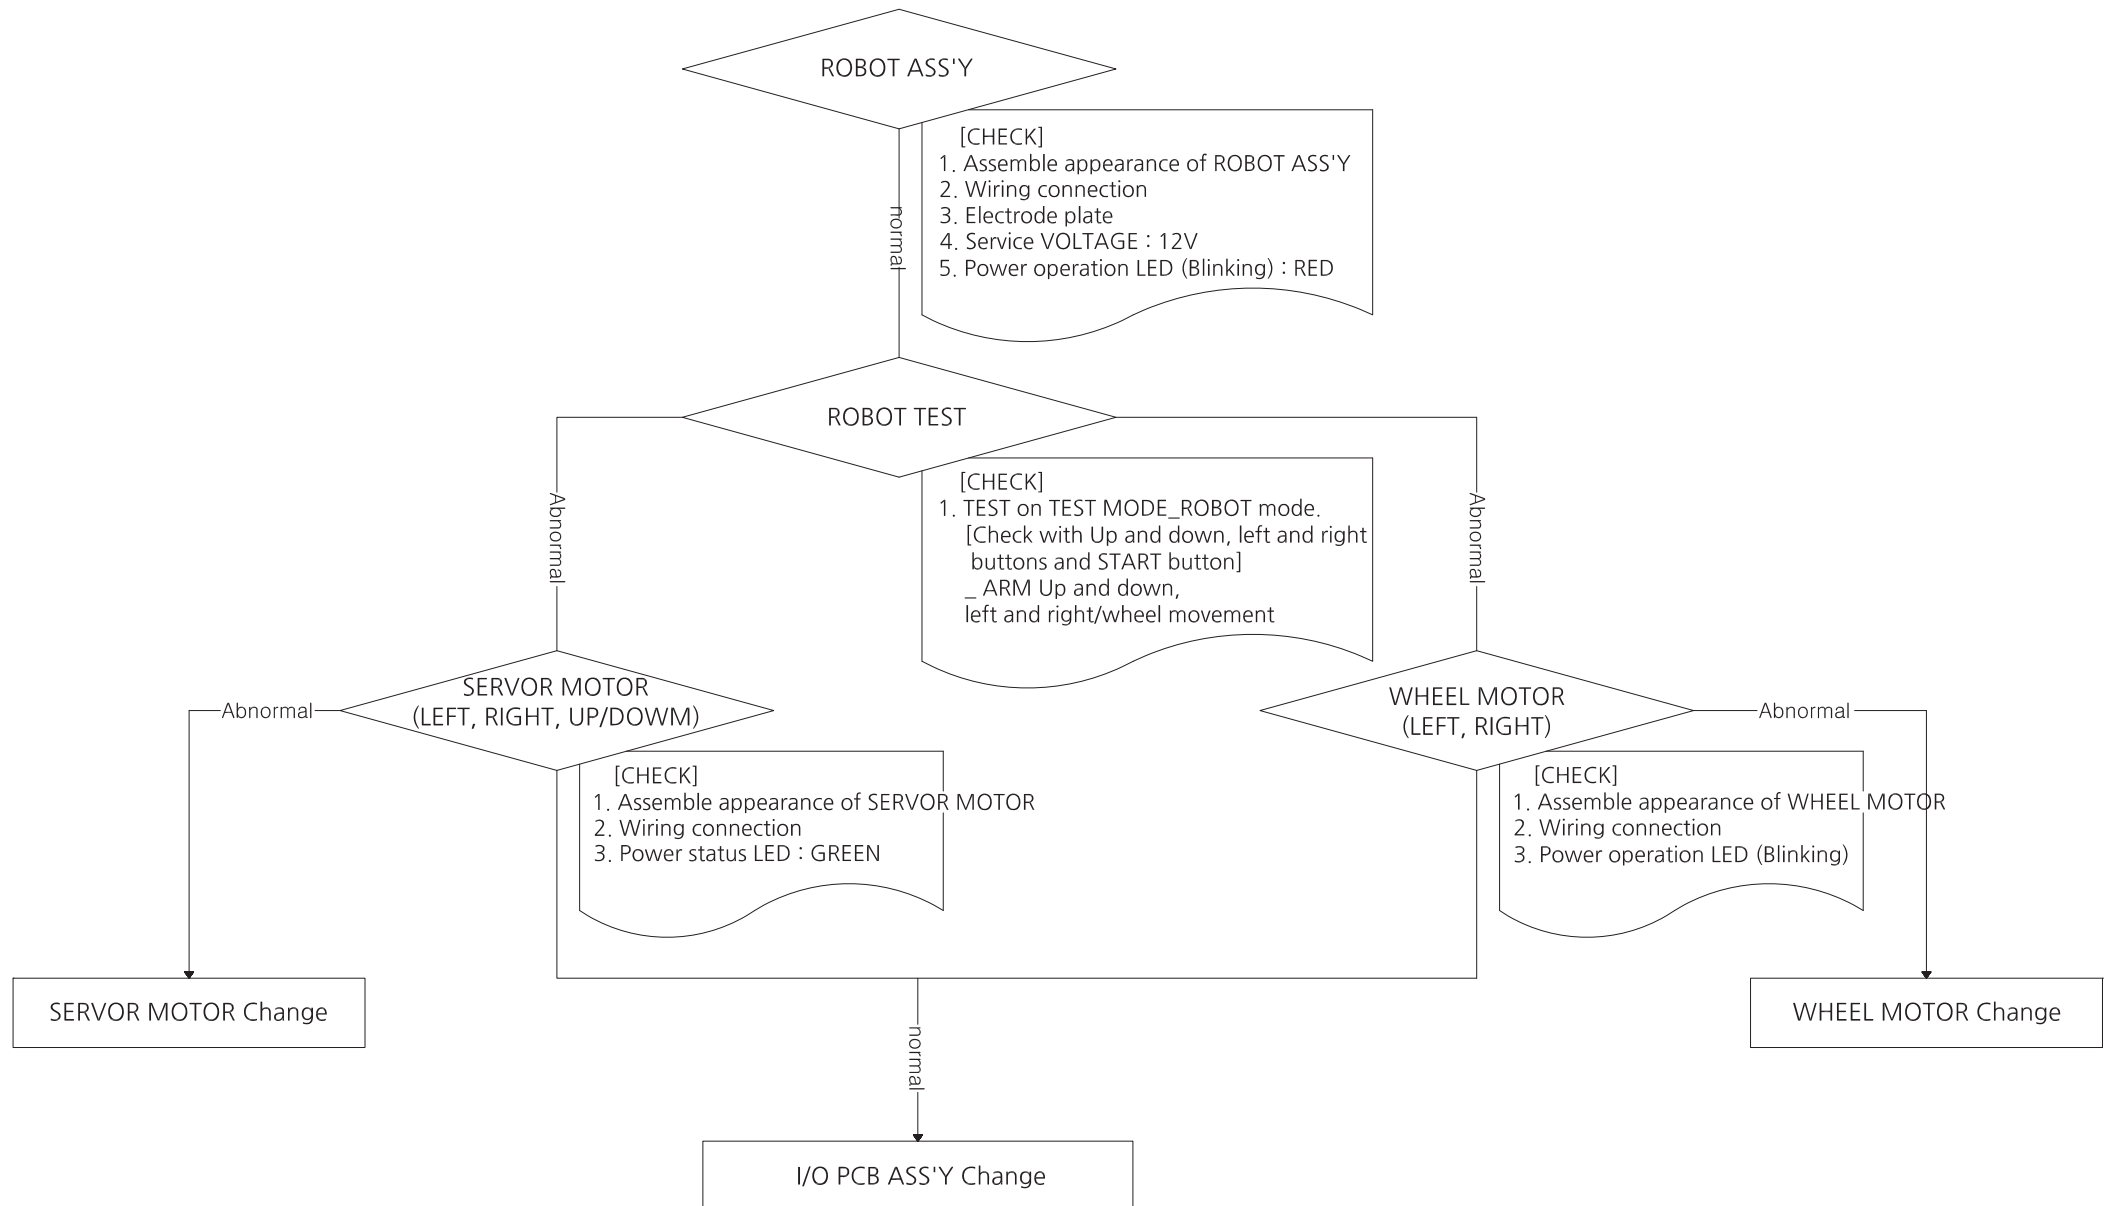 ROBOT ASS'Y
[CHECK]
1. Assemble appearance of ROBOT ASS'Y
2. Wiring connection
3. Electrode plate
4. Service VOLTAGE : 12V
5. Power operation LED (Blinking) : RED
normal
ROBOT TEST
[CHECK]
1. TEST on TEST MODE_ROBOT mode.
[Check with Up and down, left and right
buttons and START button]
_ ARM Up and down,
left and right/wheel movement
Abnormal
Abnormal
SERVOR MOTOR
(LEFT, RIGHT, UP/DOWM)
Abnormal
[CHECK]
1. Assemble appearance of SERVOR MOTOR
2. Wiring connection
3. Power status LED : GREEN
WHEEL MOTOR
(LEFT, RIGHT)
Abnormal
[CHECK]
1. Assemble appearance of WHEEL MOTOR
2. Wiring connection
3. Power operation LED (Blinking)
SERVOR MOTOR Change
WHEEL MOTOR Change
normal
I/O PCB ASS'Y Change